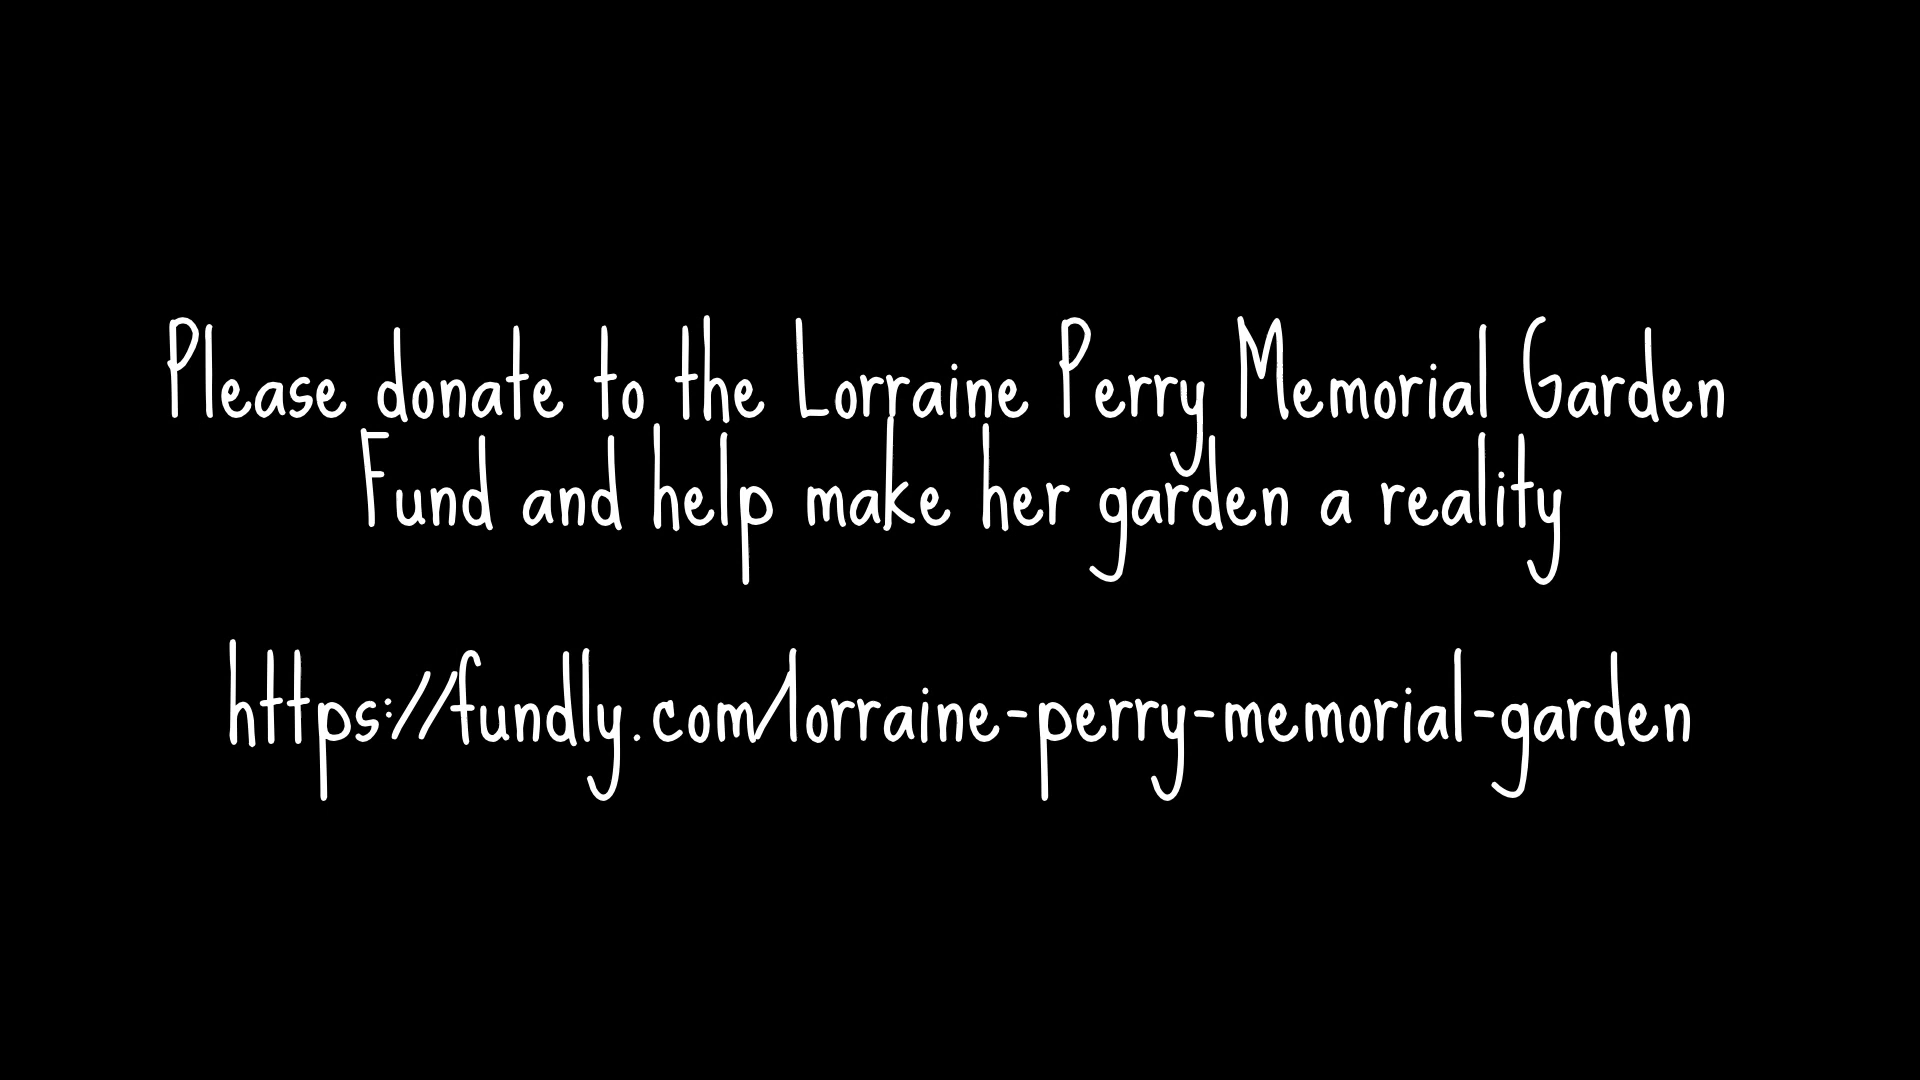 Please donate to the Lorraine Perry Memorial Garden
Fund and help make her garden a reality
https://fundly.com/lorraine-perry-memorial-garden